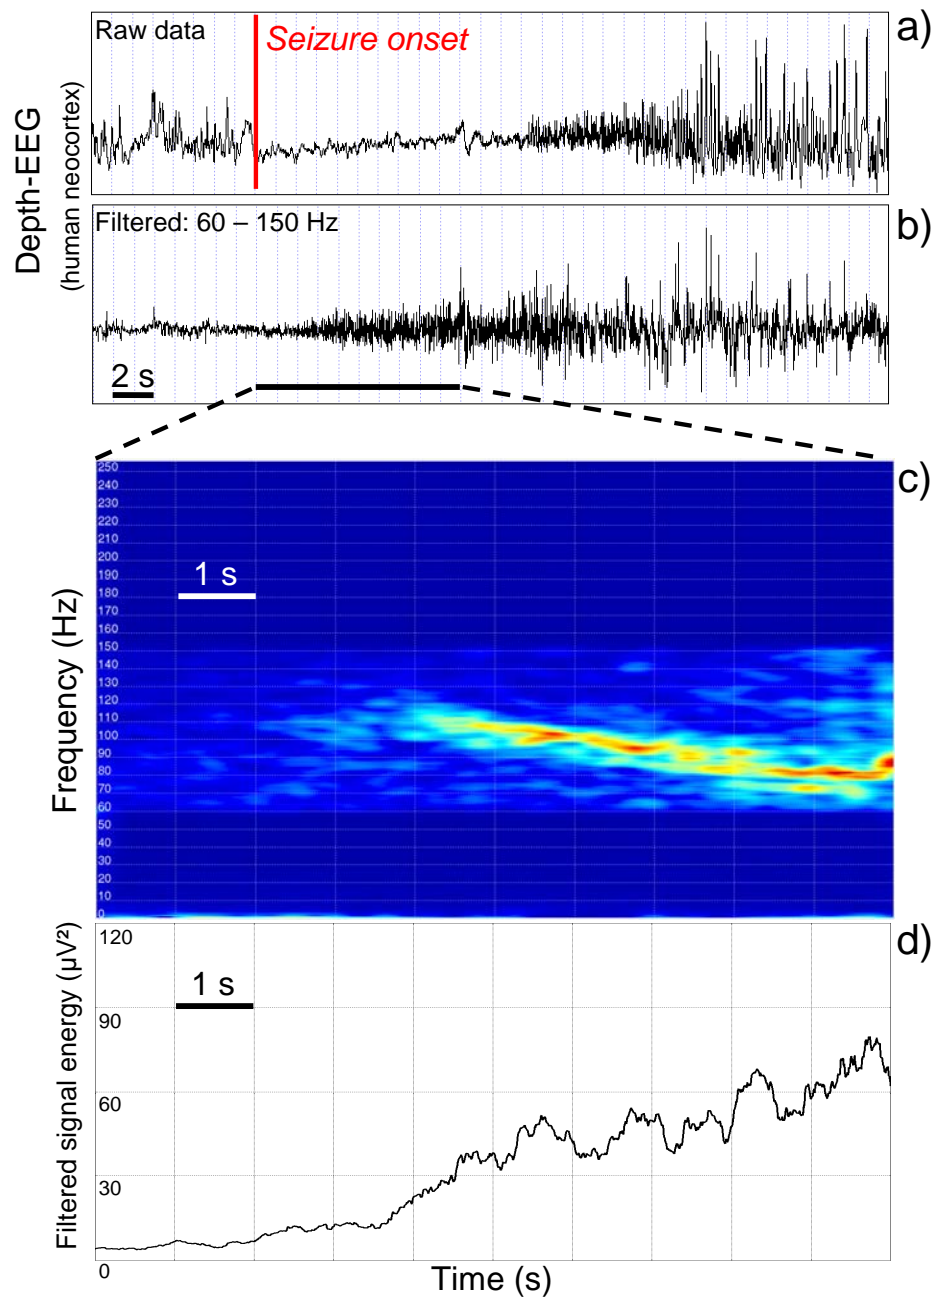 Raw data
Seizure onset
a)
Depth-EEG
(human neocortex)
Filtered: 60 – 150 Hz
b)
2 s
c)
Frequency (Hz)
250
240
230
220
210
200
190
180
170
160
150
140
130
120
110
100
90
80
70
60
50
40
30
20
10
0
1 s
d)
Filtered signal energy (µV²)
120
90
60
30
0
1 s
Time (s)